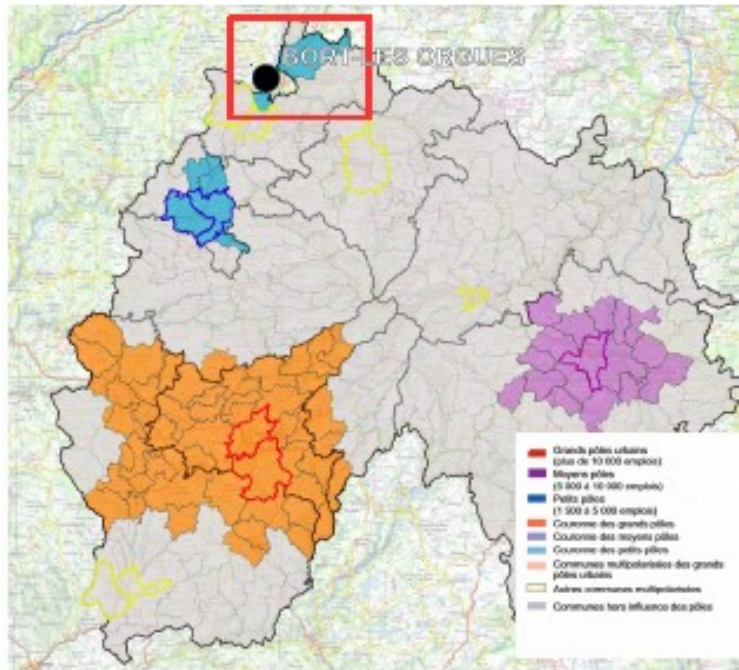 BORT-LES ORGUES
Grands pôles urbains
(plus de 10 000 emplois)
Moyens pôles
(5 000 à 10 000 emplois)
Petits pôles
(1 500 à 5 000 emplois)
Couronne des grands pôles
Couronne des moyens pôles
Couronne des petits pôles
Communes multipolarisées des grands
pôles urbains
Autres communes multipolarisées
Communes hors influence des pôles